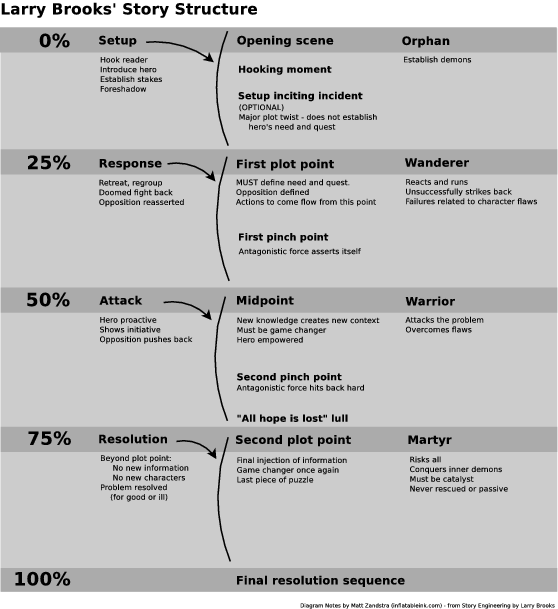 Larry Brooks' Story Structure
0% Setup Opening scene Orphan
Hook reader
Introduce hero
Establish stakes
Foreshadow
Hooking moment
Setup inciting incident
(OPTIONAL)
Major plot twist - does not establish
hero's need and quest
Establish demons
25% Response First plot point Wanderer
Retreat, regroup
Doomed fight back
Opposition reasserted
MUST define need and quest.
Opposition defined
Actions to come flow from this point
First pinch point
Antagonistic force asserts itself
Reacts and runs
Unsuccessfully strikes back
Failures related to character flaws
50% Attack Midpoint Warrior
Hero proactive
Shows initiative
Opposition pushes back
New knowledge creates new context
Must be game changer
Hero empowered
Second pinch point
Antagonistic force hits back hard
"All hope is lost" lull
Attacks the problem
Overcomes flaws
75% Resolution Second plot point Martyr
Beyond plot point:
No new information
No new characters
Problem resolved
(for good or ill)
Final injection of information
Game changer once again
Last piece of puzzle
Risks all
Conquers inner demons
Must be catalyst
Never rescued or passive
100% Final resolution sequence
Diagram Notes by Matt Zandstra (inflatableink.com) - from Story Engineering by Larry Brooks